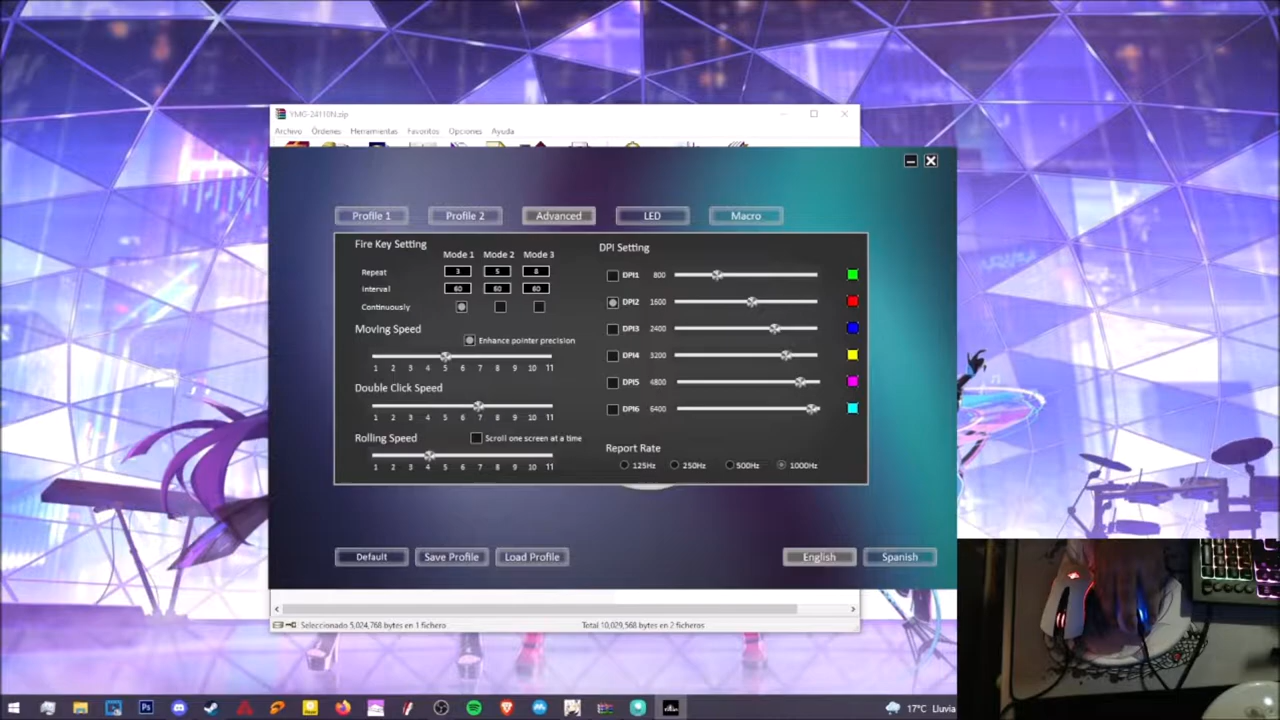 YMG-24110N.zip
Archivo Órdenes Herramientas Favoritos Opciones Ayuda
Profile 1 Profile 2 Advanced LED Macro
Fire Key Setting
Mode 1 Mode 2 Mode 3
Repeat 3 5 8
Interval 60 60 60
Continuously
Moving Speed
Enhance pointer precision
1 2 3 4 5 6 7 8 9 10 11
Double Click Speed
1 2 3 4 5 6 7 8 9 10 11
Rolling Speed
Scroll one screen at a time
1 2 3 4 5 6 7 8 9 10 11
DPI Setting
DPI1 800
DPI2 1600
DPI3 2400
DPI4 3200
DPI5 4800
DPI6 6400
Report Rate
125Hz 250Hz 500Hz 1000Hz
Default Save Profile Load Profile English Spanish
Seleccionado 5,024,768 bytes en 1 fichero Total 10,029,568 bytes en 2 ficheros
Ps
17°C Lluvia